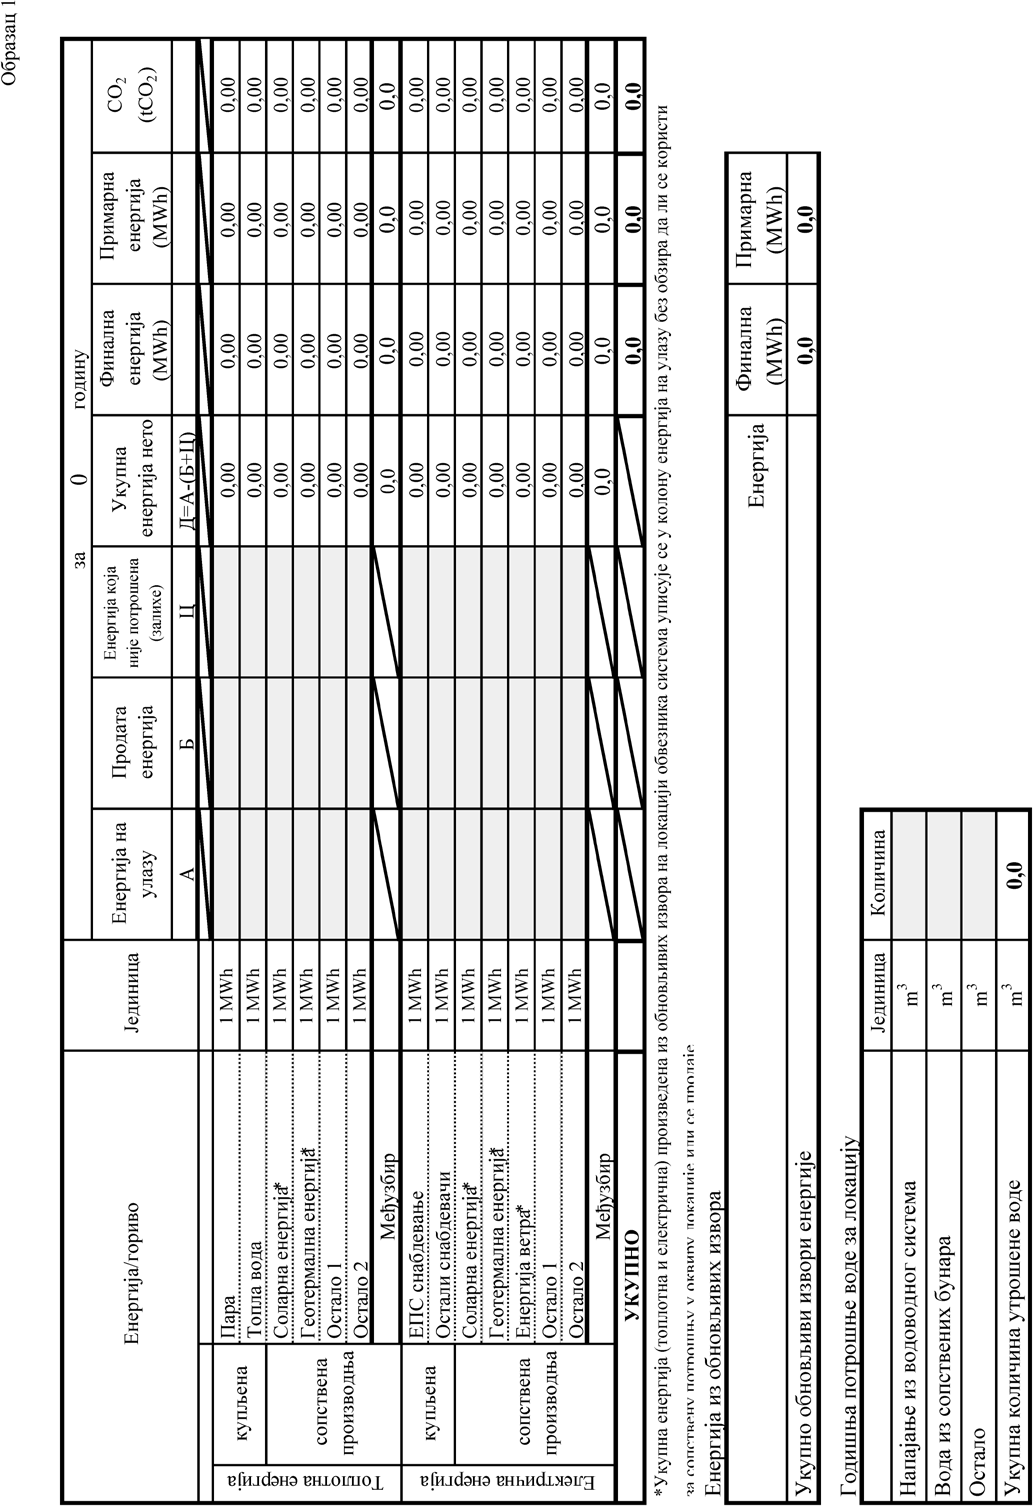 Образац 1
Енергија/гориво Јединица за 0 годину
Енергија на улазу Продата енергија Енергија која није потрошена (залихе) Укупна енергија нето Финална енергија (MWh) Примарна енергија (MWh) CO2 (tCO2)
А Б Ц Д=А-(Б+Ц)
Топлотна енергија
купљена
Пара 1 MWh 0,00 0,00 0,00 0,00
Топла вода 1 MWh 0,00 0,00 0,00 0,00
сопствена производња
Соларна енергија* 1 MWh 0,00 0,00 0,00 0,00
Геотермална енергија* 1 MWh 0,00 0,00 0,00 0,00
Остало 1 1 MWh 0,00 0,00 0,00 0,00
Остало 2 1 MWh 0,00 0,00 0,00 0,00
Међузбир 0,0 0,0 0,0 0,0
Електрична енергија
купљена
ЕПС снабдевање 1 MWh 0,00 0,00 0,00 0,00
Остали снабдевачи 1 MWh 0,00 0,00 0,00 0,00
сопствена производња
Соларна енергија* 1 MWh 0,00 0,00 0,00 0,00
Геотермална енергија* 1 MWh 0,00 0,00 0,00 0,00
Енергија ветра* 1 MWh 0,00 0,00 0,00 0,00
Остало 1 1 MWh 0,00 0,00 0,00 0,00
Остало 2 1 MWh 0,00 0,00 0,00 0,00
Међузбир 0,0 0,0 0,0 0,0
УКУПНО 0,0 0,0 0,0
*Укупна енергија (топлотна и електрична) произведена из обновљивих извора на локацији обвезника система уписује се у колону енергија на улазу без обзира да ли се користи
за сопствену потрошњу у оквиру локације или се продаје
Енергија из обновљивих извора
Енергија Финална (MWh) Примарна (MWh)
Укупно обновљиви извори енергије 0,0 0,0
Годишња потрошње воде за локацију
Јединица Количина
Напајање из водоводног система m3
Вода из сопствених бунара m3
Остало m3
Укупна количина утрошене воде m3 0,0